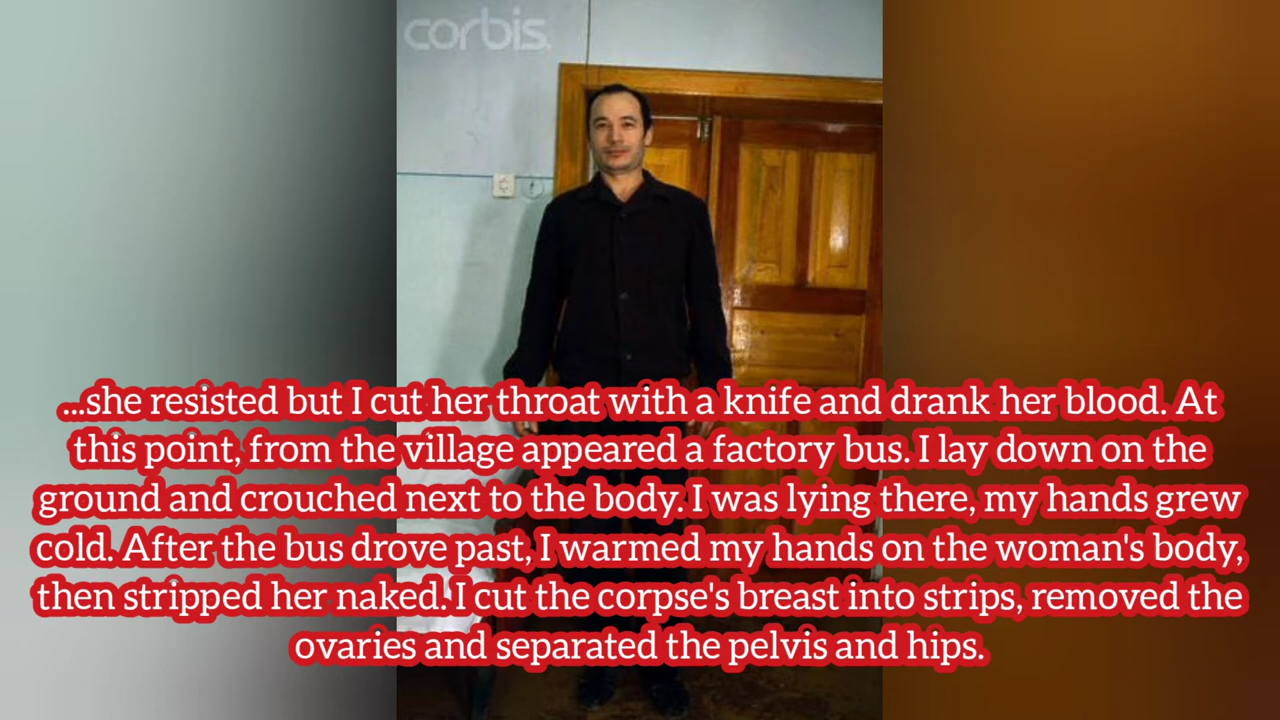 corbis.
...she resisted but I cut her throat with a knife and drank her blood. At
this point, from the village appeared a factory bus. I lay down on the
ground and crouched next to the body. I was lying there, my hands grew
cold. After the bus drove past, I warmed my hands on the woman's body,
then stripped her naked. I cut the corpse's breast into strips, removed the
ovaries and separated the pelvis and hips.